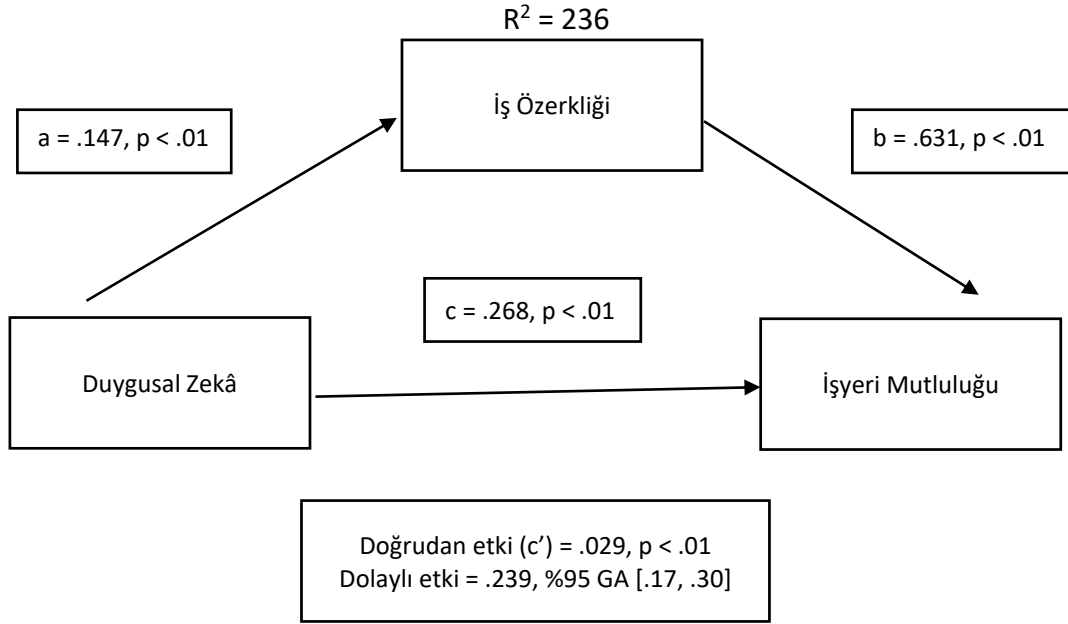 R² = 236
İş Özerkliği
a = .147, p < .01
b = .631, p < .01
c = .268, p < .01
Duygusal Zekâ
İşyeri Mutluluğu
Doğrudan etki (c’) = .029, p < .01
Dolaylı etki = .239, %95 GA [.17, .30]